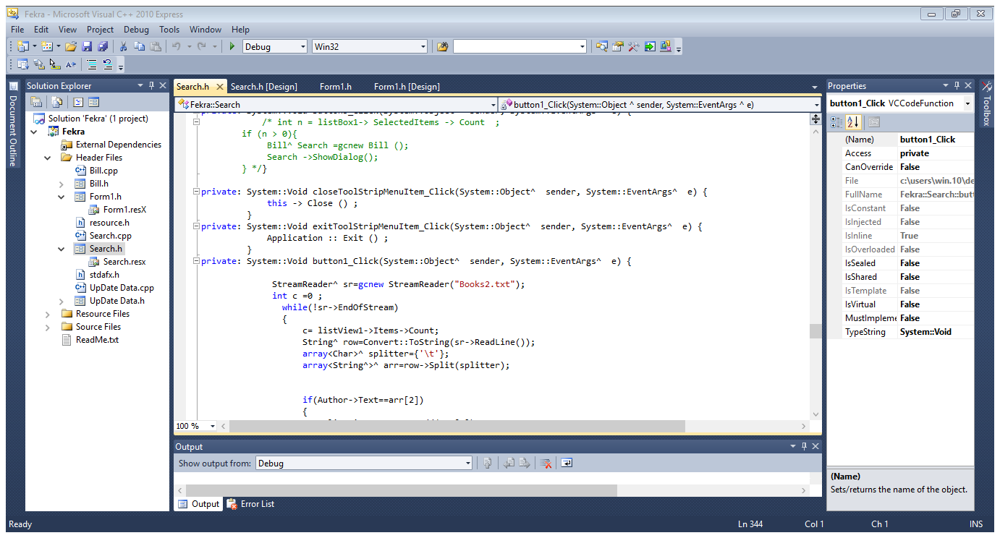 Fekra - Microsoft Visual C++ 2010 Express
File Edit View Project Debug Tools Window Help
Debug Win32
Document Outline
Solution Explorer
Solution 'Fekra' (1 project)
Fekra
External Dependencies
Header Files
Bill.cpp
Bill.h
Form1.h
Form1.resX
resource.h
Search.cpp
Search.h
Search.resx
stdafx.h
UpDate Data.cpp
UpDate Data.h
Resource Files
Source Files
ReadMe.txt
Search.h Search.h [Design] Form1.h Form1.h [Design]
Fekra::Search button1_Click(System::Object ^ sender, System::EventArgs ^ e)
/* int n = listBox1-> SelectedItems -> Count ;
if (n > 0){
Bill^ Search =gcnew Bill ();
Search ->ShowDialog();
} */}
private: System::Void closeToolStripMenuItem_Click(System::Object^ sender, System::EventArgs^ e) {
this -> Close () ;
}
private: System::Void exitToolStripMenuItem_Click(System::Object^ sender, System::EventArgs^ e) {
Application :: Exit () ;
}
private: System::Void button1_Click(System::Object^ sender, System::EventArgs^ e) {
StreamReader^ sr=gcnew StreamReader("Books2.txt");
int c =0 ;
while(!sr->EndOfStream)
{
c= listView1->Items->Count;
String^ row=Convert::ToString(sr->ReadLine());
array<Char>^ splitter={'\t'};
array<String^>^ arr=row->Split(splitter);
if(Author->Text==arr[2])
{
100 %
Output
Show output from: Debug
Output Error List
Properties
button1_Click VCCodeFunction
(Name) button1_Click
Access private
CanOverride False
File c:\users\win.10\de
FullName Fekra::Search::but
IsConstant False
IsInjected False
IsInline True
IsOverloaded False
IsSealed False
IsShared False
IsTemplate False
IsVirtual False
MustImpleme False
TypeString System::Void
(Name)
Sets/returns the name of the object.
Toolbox
Ready Ln 344 Col 1 Ch 1 INS